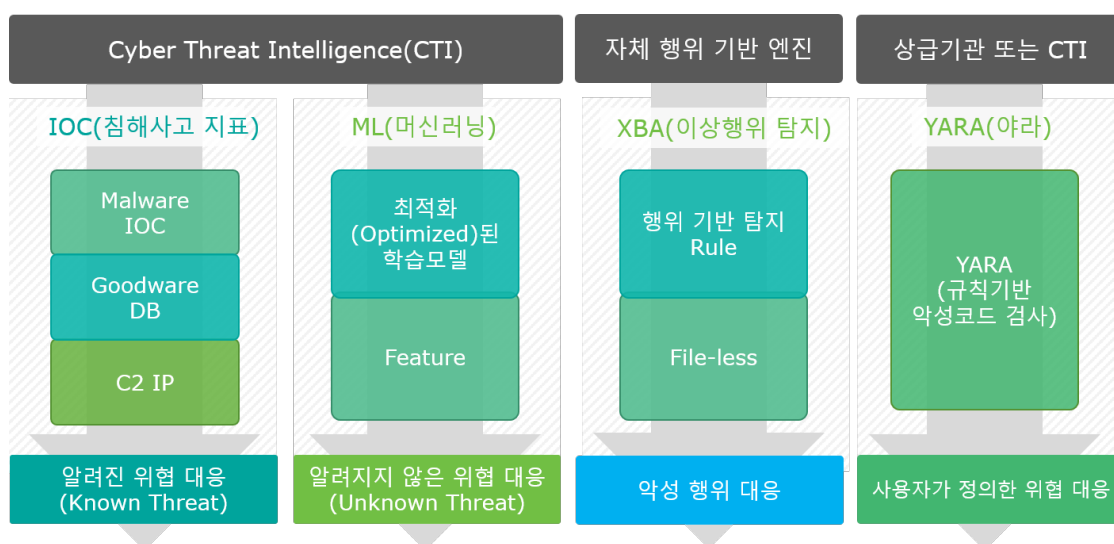 Cyber Threat Intelligence(CTI)
자체 행위 기반 엔진
상급기관 또는 CTI
IOC(침해사고 지표)
ML(머신러닝)
XBA(이상행위 탐지)
YARA(야라)
Malware
IOC
Goodware
DB
C2 IP
최적화
(Optimized)된
학습모델
Feature
행위 기반 탐지
Rule
File-less
YARA
(규칙기반
악성코드 검사)
알려진 위협 대응
(Known Threat)
알려지지 않은 위협 대응
(Unknown Threat)
악성 행위 대응
사용자가 정의한 위협 대응